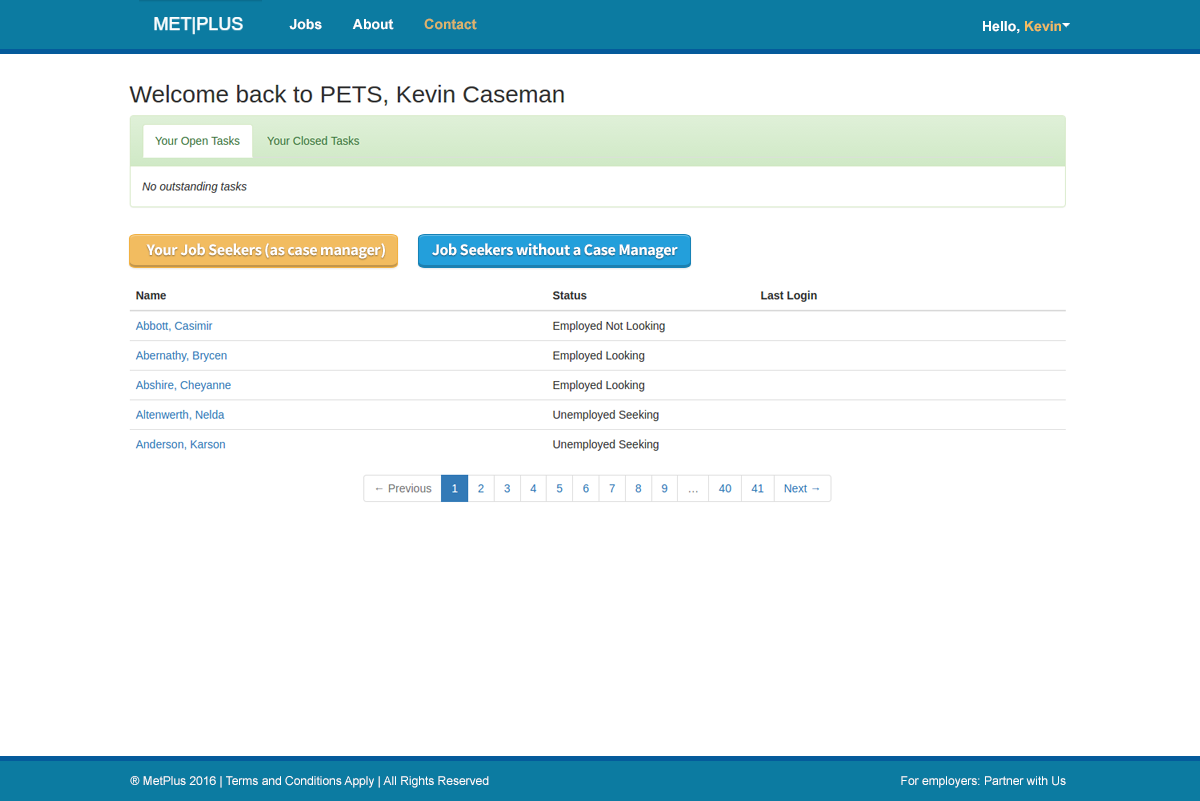 MET|PLUS Jobs About Contact Hello, Kevin
Welcome back to PETS, Kevin Caseman
Your Open Tasks Your Closed Tasks
No outstanding tasks
Your Job Seekers (as case manager) Job Seekers without a Case Manager
Name Status Last Login
Abbott, Casimir Employed Not Looking
Abernathy, Brycen Employed Looking
Abshire, Cheyanne Employed Looking
Altenwerth, Nelda Unemployed Seeking
Anderson, Karson Unemployed Seeking
← Previous 1 2 3 4 5 6 7 8 9 … 40 41 Next →
® MetPlus 2016 | Terms and Conditions Apply | All Rights Reserved For employers: Partner with Us